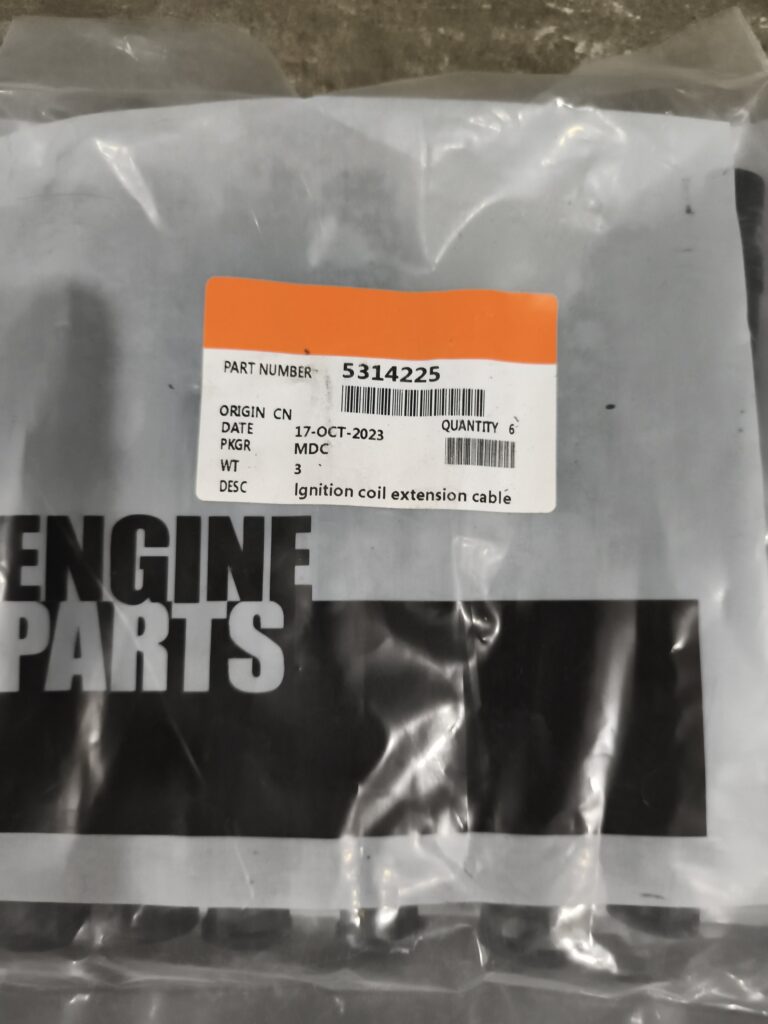 PART NUMBER 5314225
ORIGIN CN
DATE 17-OCT-2023 QUANTITY 6
PKGR MDC
WT 3
DESC Ignition coil extension cable
ENGINE
PARTS